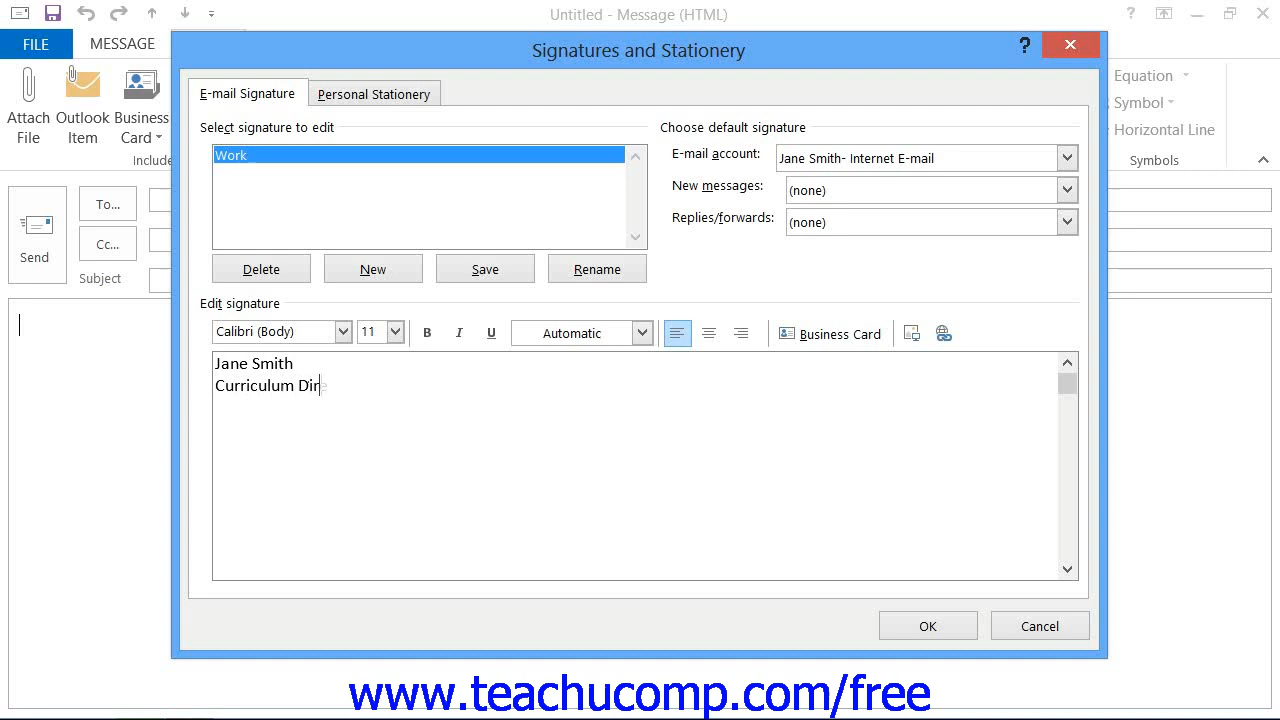 Untitled - Message (HTML)
FILE
MESSAGE
Attach File
Outlook Item
Business Card
Include
Equation
Symbol
Horizontal Line
Symbols
Send
To...
Cc...
Subject
Signatures and Stationery
E-mail Signature
Personal Stationery
Select signature to edit
Work
Delete
New
Save
Rename
Choose default signature
E-mail account:
Jane Smith- Internet E-mail
New messages:
(none)
Replies/forwards:
(none)
Edit signature
Calibri (Body)
11
B
I
U
Automatic
Business Card
Jane Smith
Curriculum Dire
OK
Cancel
www.teachucomp.com/free